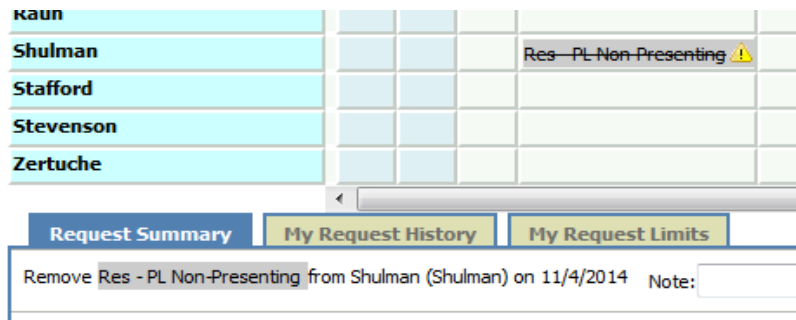 Raun
Shulman
Res - PL Non-Presenting
Stafford
Stevenson
Zertuche
Request Summary My Request History My Request Limits
Remove Res - PL Non-Presenting from Shulman (Shulman) on 11/4/2014 Note: